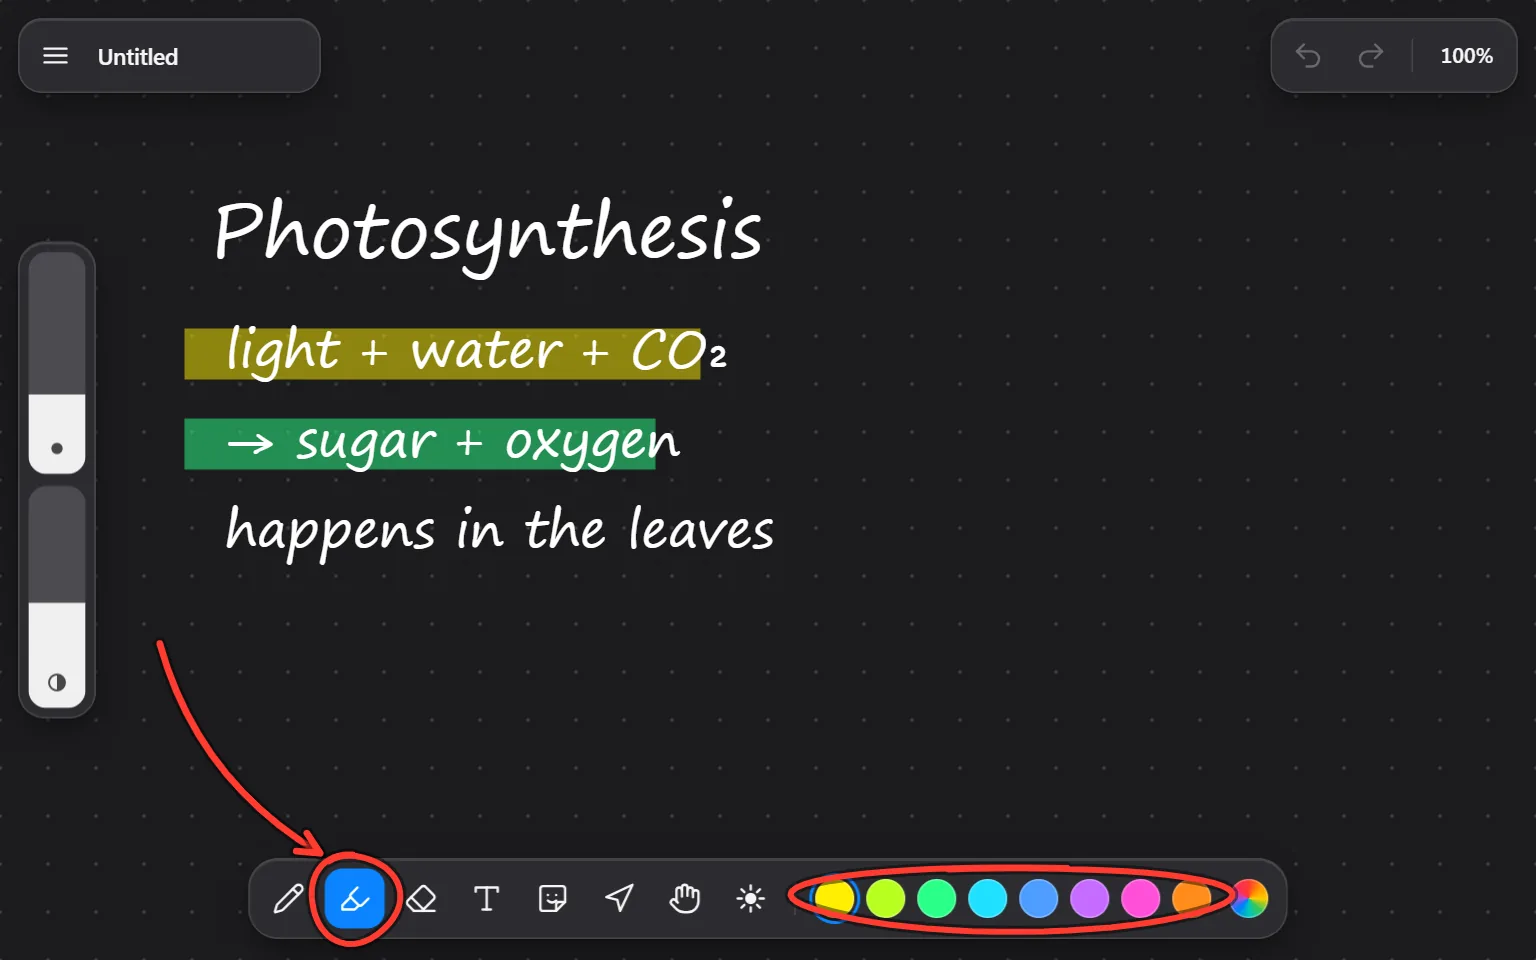 Untitled
100%
Photosynthesis
light + water + CO₂
→ sugar + oxygen
happens in the leaves